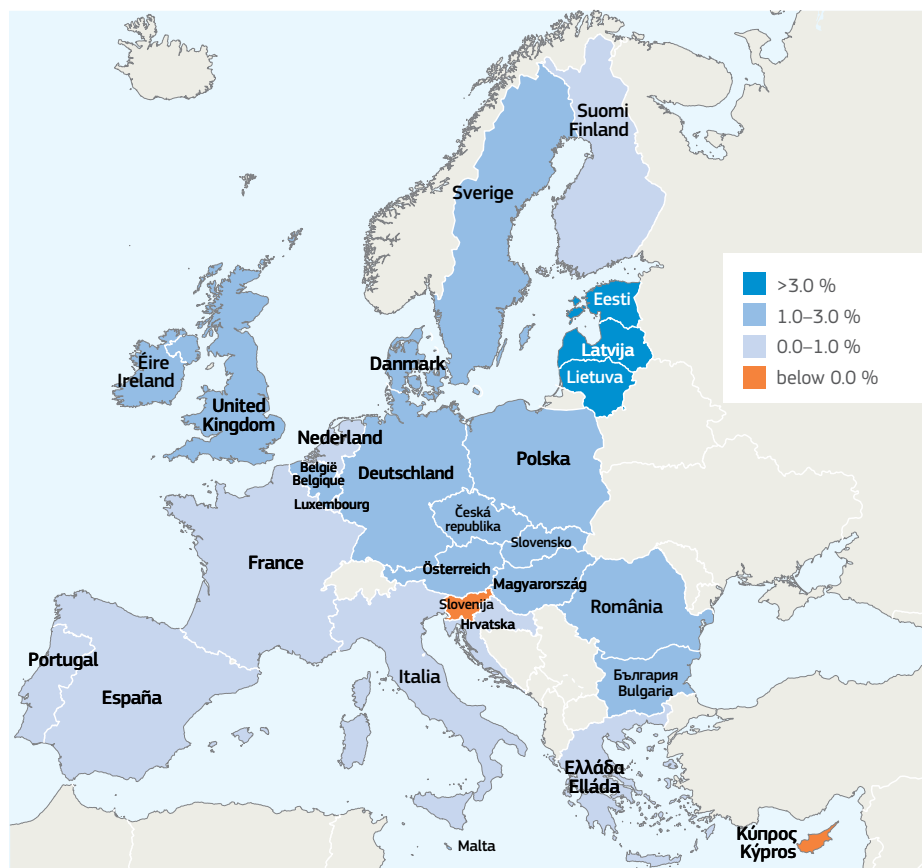 Suomi
Finland
Sverige
>3.0 %
1.0–3.0 %
0.0–1.0 %
below 0.0 %
Eesti
Latvija
Lietuva
Danmark
Éire
Ireland
United
Kingdom
Nederland
België
Belgique
Luxembourg
Deutschland
Polska
Česká
republika
Slovensko
Österreich
Magyarország
France
Slovenija
Hrvatska
România
България
Bulgaria
Portugal
España
Italia
Ελλάδα
Elláda
Malta
Κύπρος
Kýpros